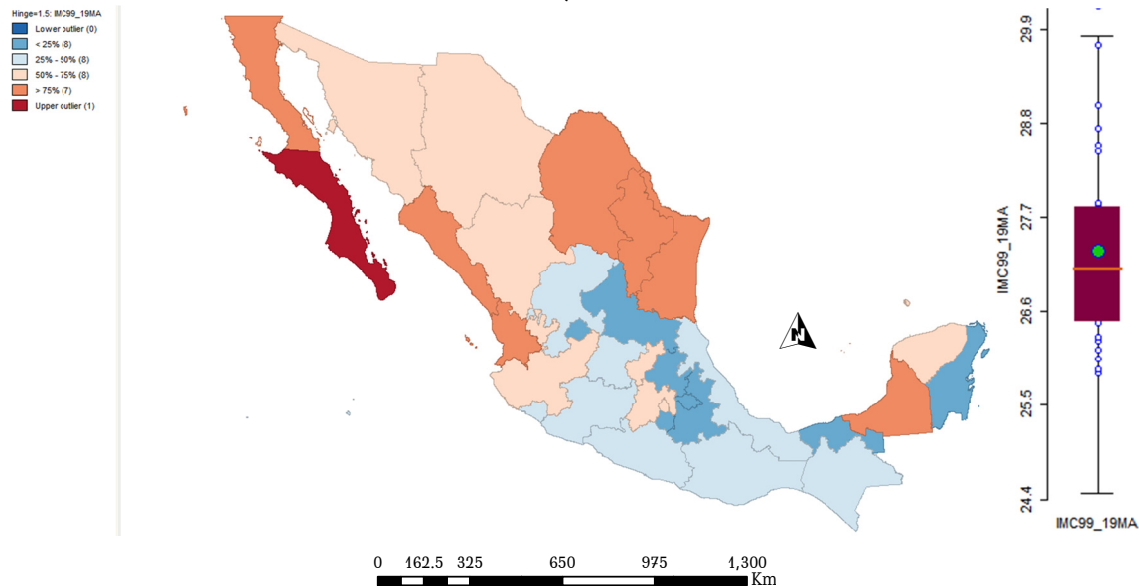 Hinge=1.5: IMC99_19MA
Lower outlier (0)
< 25% (8)
25% - 50% (8)
50% - 75% (8)
> 75% (7)
Upper outlier (1)
N
29.9
28.8
27.7
26.6
25.5
24.4
IMC99_19MA
IMC99_19MA
0 162.5 325 650 975 1,300
Km